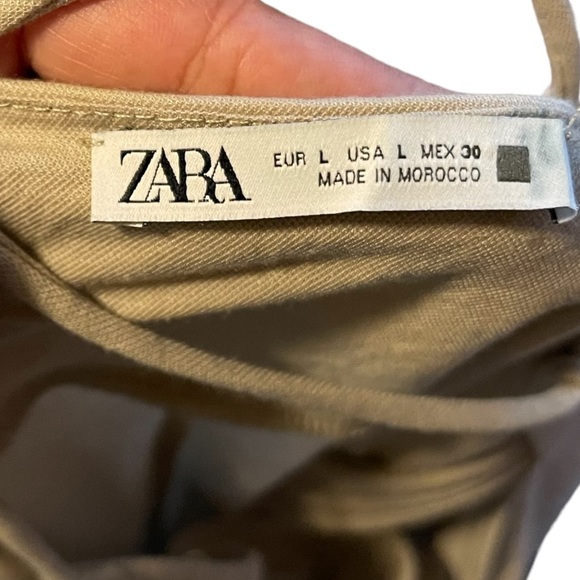 ZARA
EUR L USA L MEX 30
MADE IN MOROCCO